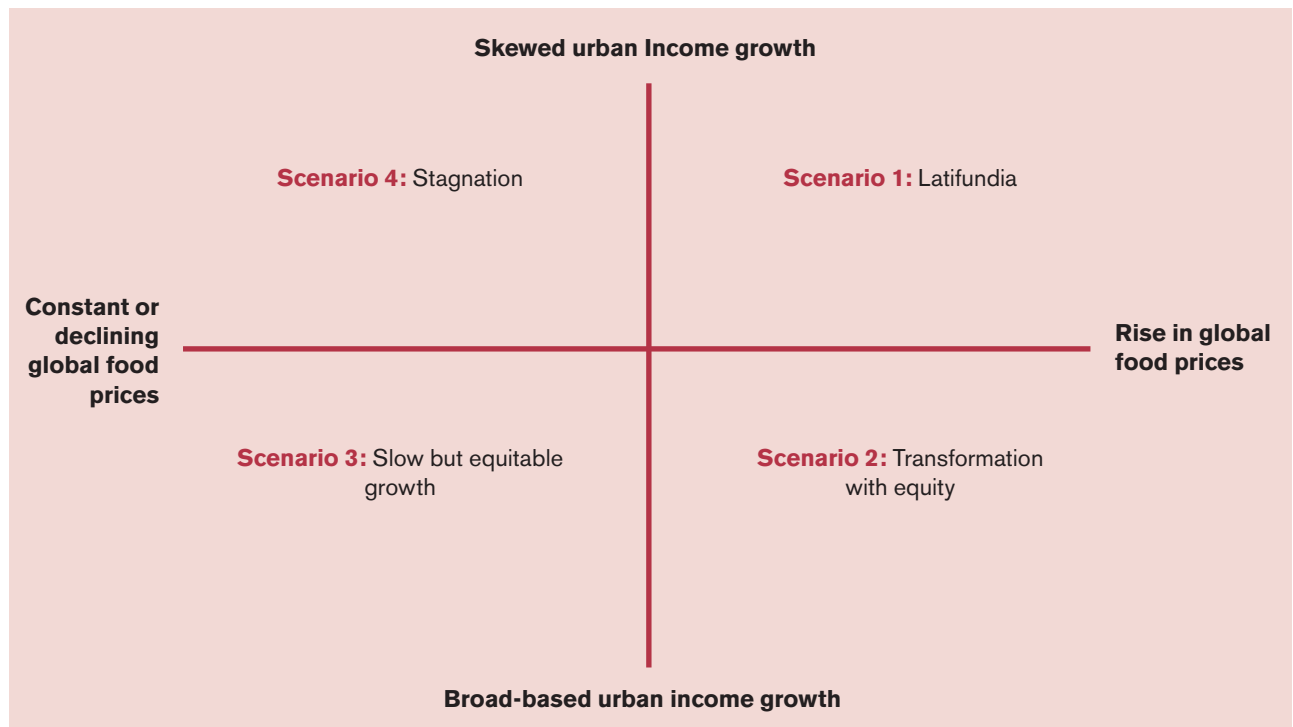 Skewed urban Income growth
Scenario 4: Stagnation
Scenario 1: Latifundia
Constant or
declining
global food
prices
Rise in global
food prices
Scenario 3: Slow but equitable
growth
Scenario 2: Transformation
with equity
Broad-based urban income growth